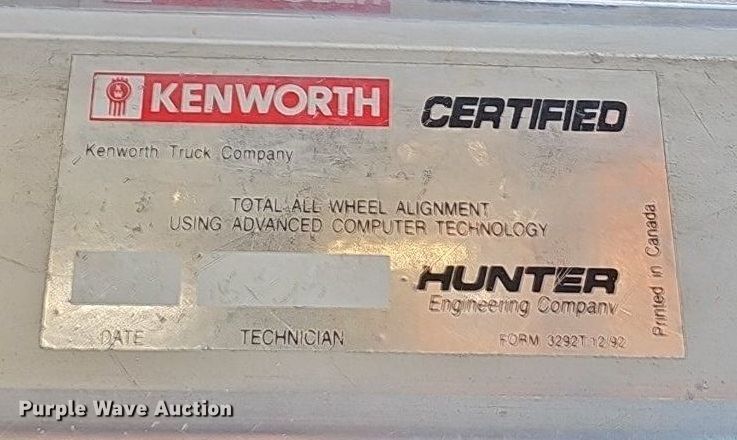 KENWORTH CERTIFIED
Kenworth Truck Company
TOTAL ALL WHEEL ALIGNMENT
USING ADVANCED COMPUTER TECHNOLOGY
HUNTER
Engineering Company
DATE TECHNICIAN FORM 3292T 12/92
Printed in Canada
Purple Wave Auction